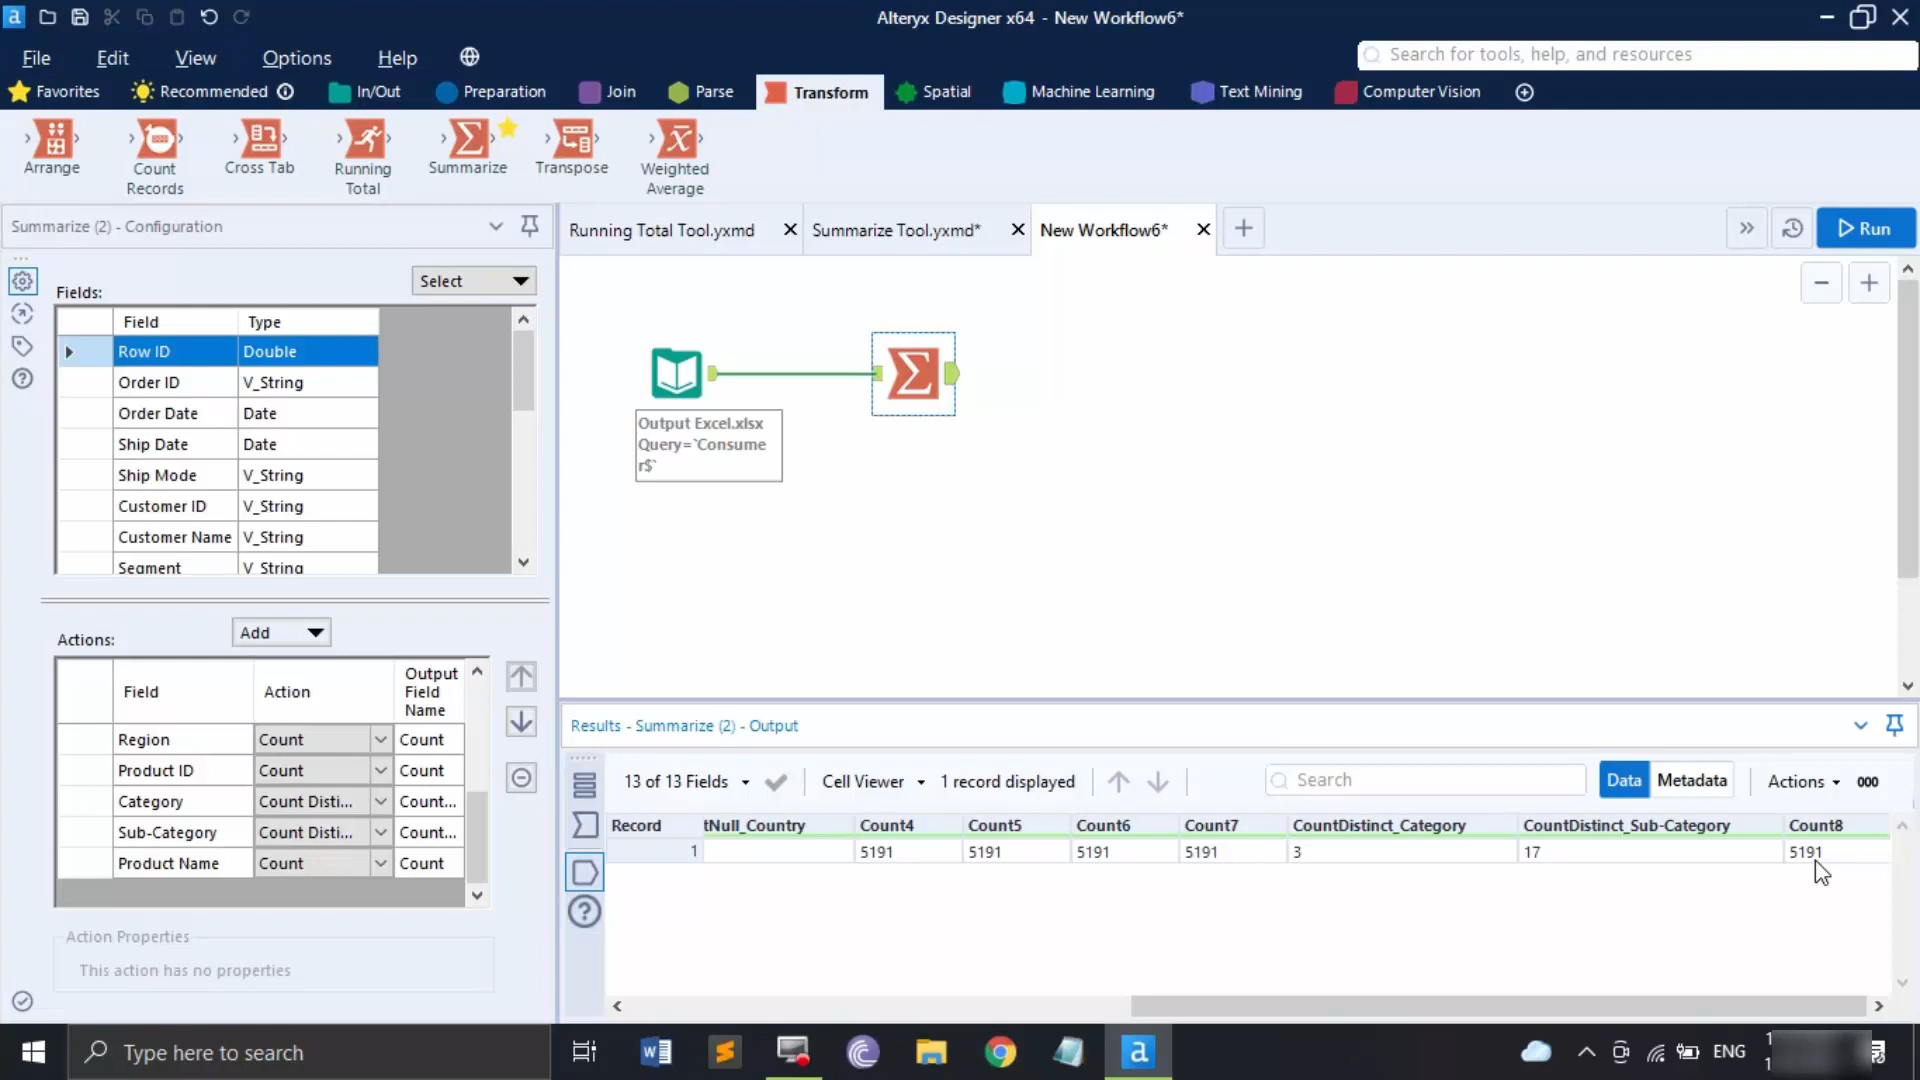 Alteryx Designer x64 - New Workflow6*
File Edit View Options Help
Search for tools, help, and resources
Favorites Recommended In/Out Preparation Join Parse Transform Spatial Machine Learning Text Mining Computer Vision
Arrange
Count
Records
Cross Tab
Running
Total
Summarize
Transpose
Weighted
Average
Summarize (2) - Configuration
Running Total Tool.yxmd
Summarize Tool.yxmd*
New Workflow6*
Run
Fields:
Select
Field Type
Row ID Double
Order ID V_String
Order Date Date
Ship Date Date
Ship Mode V_String
Customer ID V_String
Customer Name V_String
Segment V_String
Output Excel.xlsx
Query=`Consume
r$`
Actions:
Add
Field Action Output
Field
Name
Region Count Count
Product ID Count Count
Category Count Disti... Count...
Sub-Category Count Disti... Count...
Product Name Count Count
Action Properties
This action has no properties
Results - Summarize (2) - Output
13 of 13 Fields Cell Viewer 1 record displayed Search Data Metadata Actions 000
Record tNull_Country Count4 Count5 Count6 Count7 CountDistinct_Category CountDistinct_Sub-Category Count8
1 5191 5191 5191 5191 3 17 5191
Type here to search
ENG